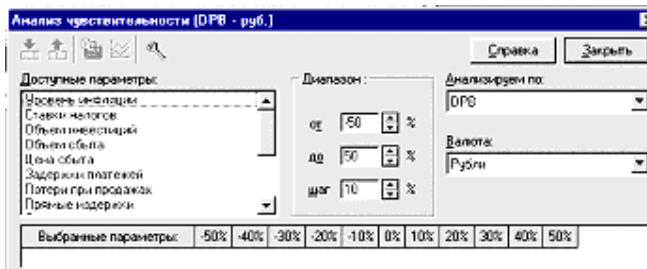 Анализ чувствительности (DPB - руб.)
Справка
Закрыть
Доступные параметры:
Уровень инфляции
Ставки налогов
Объем инвестиций
Объем сбыта
Цена сбыта
Задержки платежей
Потери при продажах
Прямые издержки
Диапазон:
от -50 %
до 50 %
шаг 10 %
Анализируем по:
DPB
Валюта:
Рубли
Выбранные параметры: -50% -40% -30% -20% -10% 0% 10% 20% 30% 40% 50%